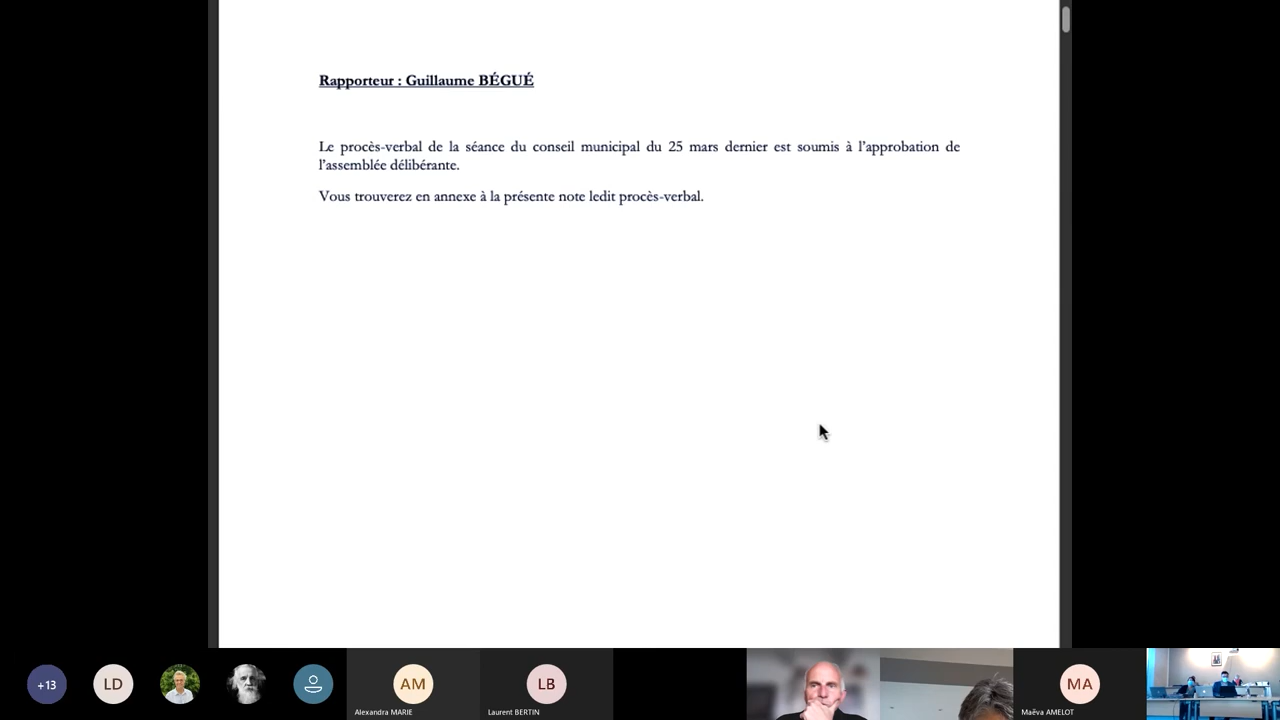 Rapporteur : Guillaume BÉGUÉ
Le procès-verbal de la séance du conseil municipal du 25 mars dernier est soumis à l'approbation de
l'assemblée délibérante.
Vous trouverez en annexe à la présente note ledit procès-verbal.
+13
LD
AM
LB
MA
Alexandra MARIE
Laurent BERTIN
Maëva AMELOT